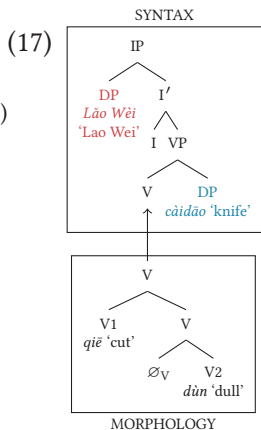 SYNTAX
(17)
IP
DP I′
Lǎo Wèi
‘Lao Wei’
)
I VP
V DP
càidāo ‘knife’
V
V1 V
qiē ‘cut’
∅V V2
dùn ‘dull’
MORPHOLOGY